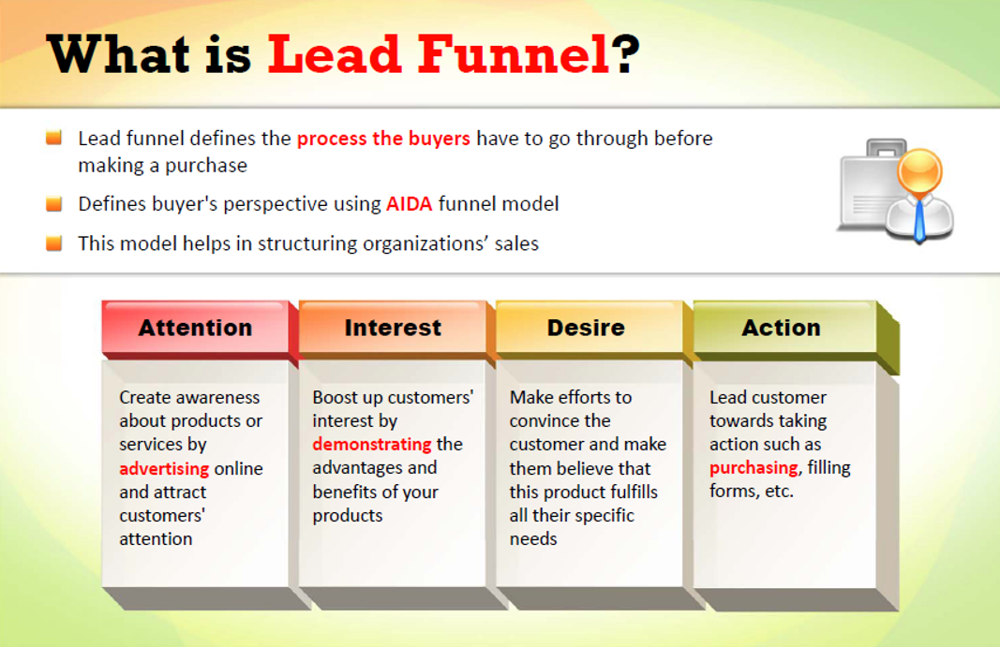 What is Lead Funnel?
Lead funnel defines the process the buyers have to go through before
making a purchase
Defines buyer's perspective using AIDA funnel model
This model helps in structuring organizations’ sales
Attention
Create awareness
about products or
services by
advertising online
and attract
customers'
attention
Interest
Boost up customers'
interest by
demonstrating the
advantages and
benefits of your
products
Desire
Make efforts to
convince the
customer and make
them believe that
this product fulfills
all their specific
needs
Action
Lead customer
towards taking
action such as
purchasing, filling
forms, etc.